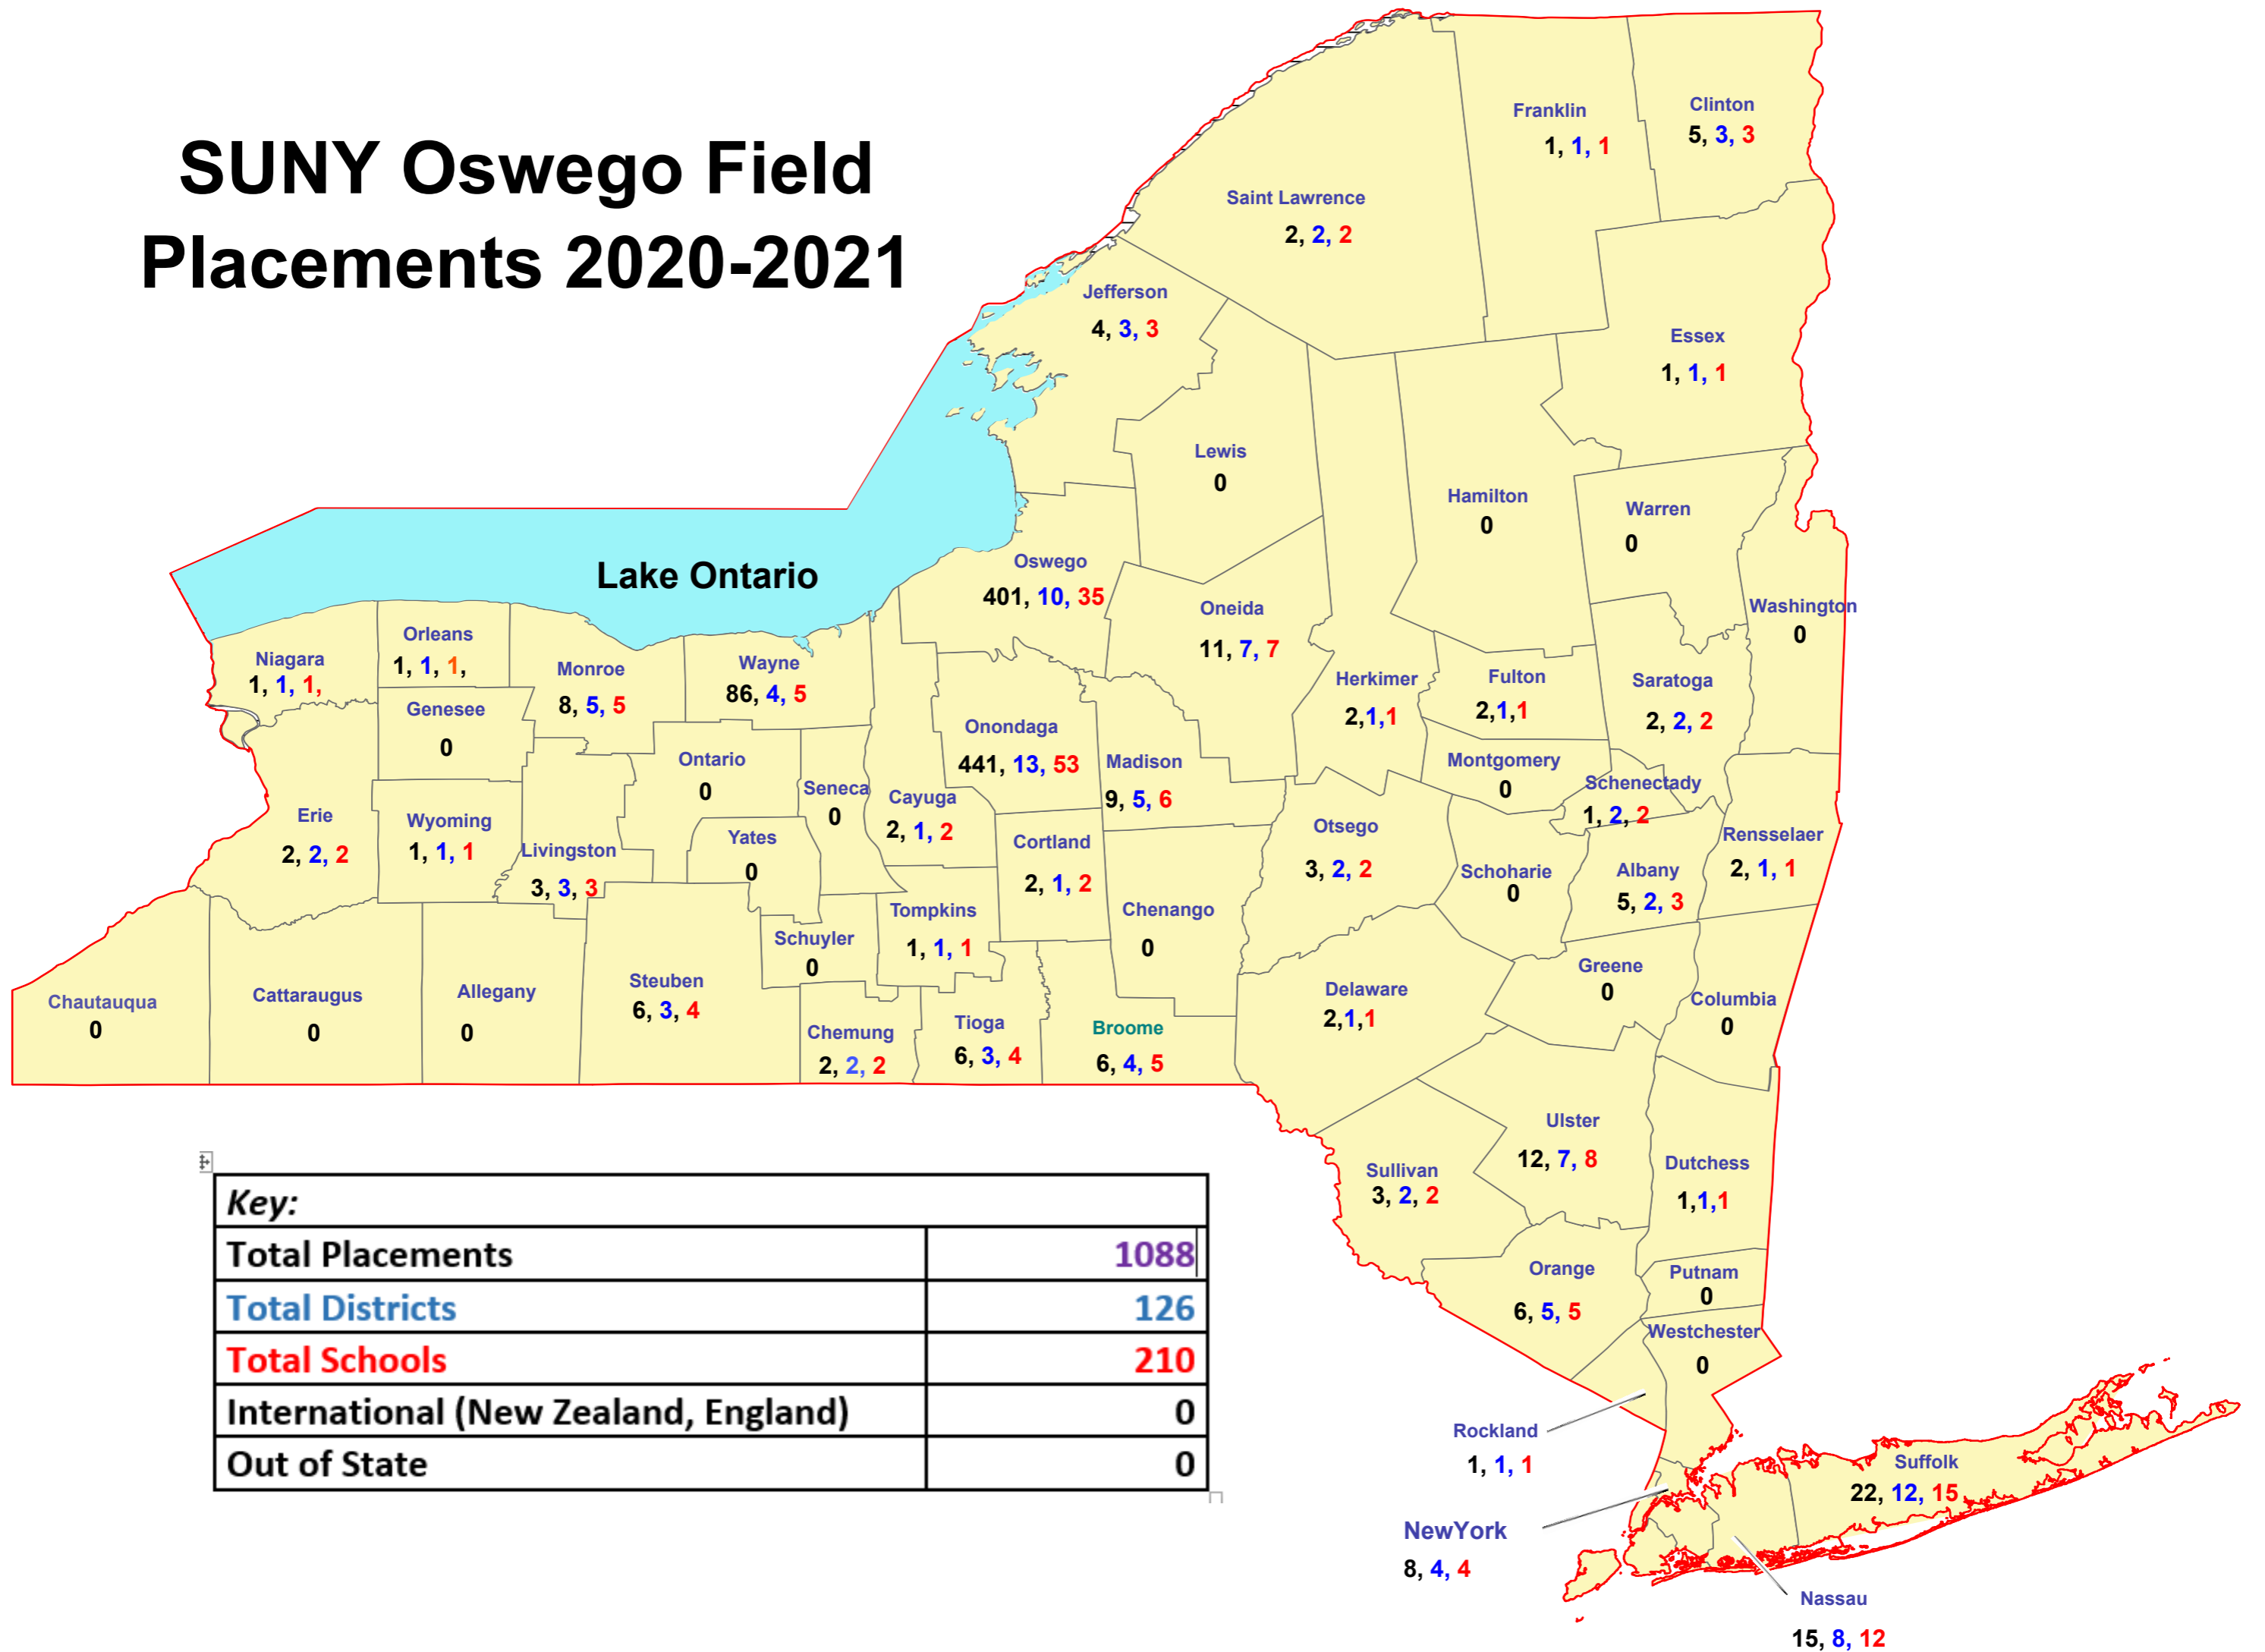 SUNY Oswego Field
Placements 2020-2021
Franklin
1, 1, 1
Clinton
5, 3, 3
Saint Lawrence
2, 2, 2
Jefferson
4, 3, 3
Essex
1, 1, 1
Lewis
0
Hamilton
0
Warren
0
Washington
0
Lake Ontario
Oswego
401, 10, 35
Oneida
11, 7, 7
Niagara
1, 1, 1,
Orleans
1, 1, 1,
Monroe
8, 5, 5
Wayne
86, 4, 5
Genesee
0
Onondaga
441, 13, 53
Madison
9, 5, 6
Herkimer
2,1,1
Fulton
2,1,1
Saratoga
2, 2, 2
Montgomery
0
Schenectady
1, 2, 2
Ontario
0
Seneca
0
Cayuga
2, 1, 2
Erie
2, 2, 2
Wyoming
1, 1, 1
Livingston
3, 3, 3
Yates
0
Cortland
2, 1, 2
Otsego
3, 2, 2
Schoharie
0
Albany
5, 2, 3
Rensselaer
2, 1, 1
Tompkins
1, 1, 1
Chenango
0
Schuyler
0
Chautauqua
0
Cattaraugus
0
Allegany
0
Steuben
6, 3, 4
Chemung
2, 2, 2
Tioga
6, 3, 4
Broome
6, 4, 5
Delaware
2,1,1
Greene
0
Columbia
0
Ulster
12, 7, 8
Sullivan
3, 2, 2
Dutchess
1,1,1
Orange
6, 5, 5
Putnam
0
Westchester
0
Rockland
1, 1, 1
NewYork
8, 4, 4
Suffolk
22, 12, 15
Nassau
15, 8, 12
Key:
Total Placements 1088
Total Districts 126
Total Schools 210
International (New Zealand, England) 0
Out of State 0